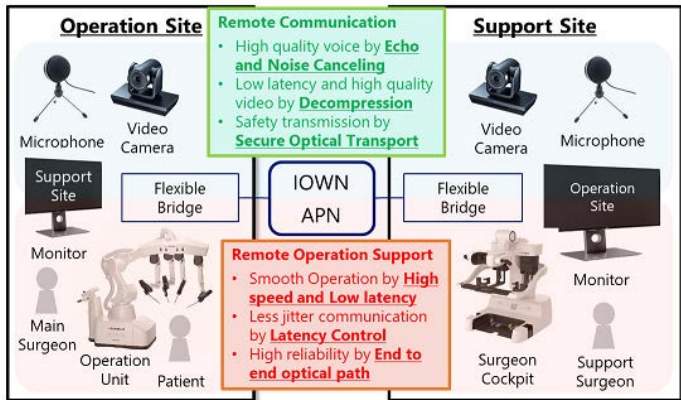 Operation Site
Microphone
Video
Camera
Support
Site
Monitor
Flexible
Bridge
Main
Surgeon
Operation
Unit
Patient
Remote Communication
• High quality voice by Echo
and Noise Canceling
• Low latency and high quality
video by Decompression
• Safety transmission by
Secure Optical Transport
IOWN
APN
Remote Operation Support
• Smooth Operation by High
speed and Low latency
• Less jitter communication
by Latency Control
• High reliability by End to
end optical path
Support Site
Video
Camera
Microphone
Flexible
Bridge
Operation
Site
Monitor
Surgeon
Cockpit
Support
Surgeon